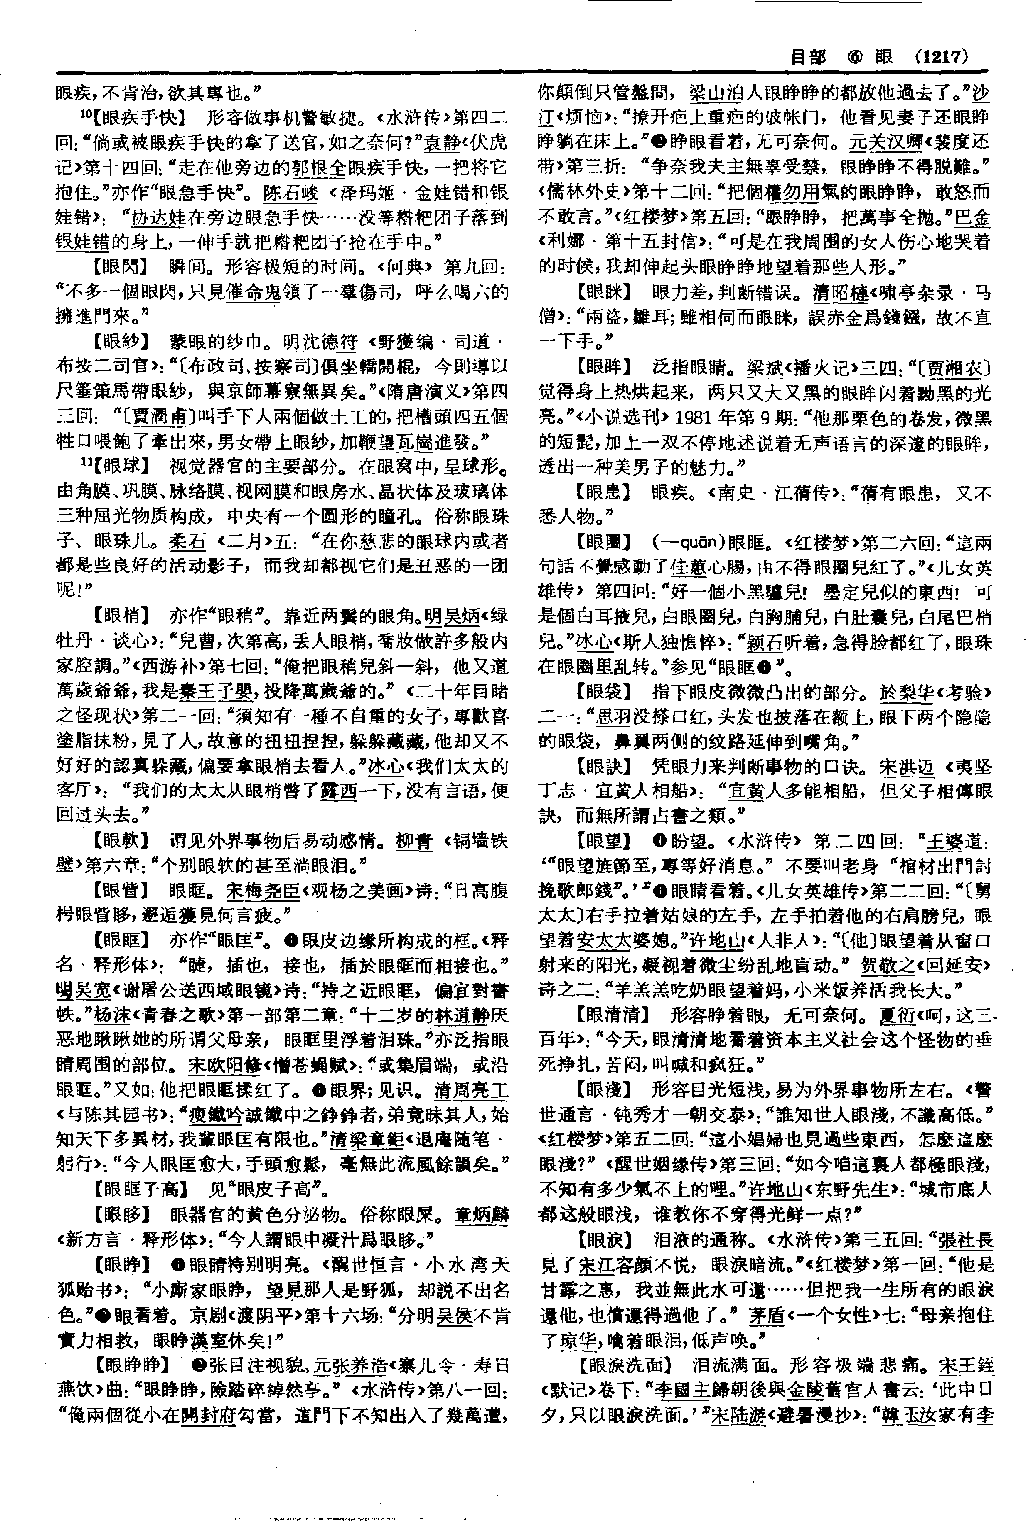 目部 ⑥ 眼 (1217)
眼疾，不肯治，欲其專也。”
¹⁰【眼疾手快】 形容做事机警敏捷。《水浒传》第四二
回：“倘或被眼疾手快的拿了送官，如之奈何？”袁静《伏虎
记》第十四回：“走在他旁边的郭根全眼疾手快，一把将它
抱住。”亦作“眼急手快”。陈石峻《泽玛姬·金娃错和银
娃错》：“协达娃在旁边眼急手快……没等糌粑团子落到
银娃错的身上，一伸手就把糌粑团子抢在手中。”
【眼閃】 瞬间。形容极短的时间。《何典》第九回：
“不多一個眼閃，只見催命鬼領了一羣傷司，呼幺喝六的
擁進門來。”
【眼紗】 蒙眼的纱巾。明沈德符《野獲编·司道·
布按二司官》：“〔布政司、按察司〕俱坐轎開棍，今則導以
尺箠策馬帶眼紗，與京師幕寮無異矣。”《隋唐演义》第四
三回：“〔賈潤甫〕叫手下人兩個做土工的，把槽頭四五個
牲口喂飽了牽出來，男女帶上眼紗，加鞭望瓦崗進發。”
¹¹【眼球】 视觉器官的主要部分。在眼窝中，呈球形。
由角膜、巩膜、脉络膜、视网膜和眼房水、晶状体及玻璃体
三种屈光物质构成，中央有一个圆形的瞳孔。俗称眼珠
子、眼珠儿。柔石《二月》五：“在你慈悲的眼球内或者
都是些良好的活动影子，而我却都视它们是丑恶的一团
呢！”
【眼梢】 亦作“眼稍”。靠近两鬓的眼角。明吴炳《绿
牡丹·谈心》：“兒曹，次第高，丢人眼梢，喬妝做許多般内
家腔調。”《西游补》第七回：“俺把眼稍兒斜一斜，他又道
萬歲爺爺，我是秦王子嬰，投降萬歲爺的。”《二十年目睹
之怪现状》第二一回：“須知有一種不自重的女子，專歡喜
塗脂抹粉，見了人，故意的扭扭捏捏，躲躲藏藏，他却又不
好好的認真躲藏，偏要拿眼梢去看人。”冰心《我们太太的
客厅》：“我们的太太从眼梢瞥了露西一下，没有言语，便
回过头去。”
【眼軟】 谓见外界事物后易动感情。柳青《铜墙铁
壁》第六章：“个别眼软的甚至淌眼泪。”
【眼眥】 眼眶。宋梅尧臣《观杨之美画》诗：“日高腹
枵眼眥眵，邂逅獲見何言疲。”
【眼眶】 亦作“眼匡”。❶眼皮边缘所构成的框。《释
名·释形体》：“睫，插也，接也，插於眼眶而相接也。”
明吴宽《谢屠公送西域眼镜》诗：“持之近眼眶，偏宜對書
帙。”杨沫《青春之歌》第一部第二章：“十二岁的林道静厌
恶地瞅瞅她的所谓父母亲，眼眶里浮着泪珠。”亦泛指眼
睛周围的部位。宋欧阳修《憎苍蝇赋》：“或集眉端，或沿
眼眶。”又如：他把眼眶揉红了。❷眼界；见识。清周亮工
《与陈其园书》：“瘦鐵吟誠鐵中之錚錚者，弟竟昧其人，始
知天下多異材，我輩眼匡有限也。”清梁章鉅《退庵随笔·
躬行》：“今人眼匡愈大，手頭愈鬆，毫無此流風餘韻矣。”
【眼眶子高】 见“眼皮子高”。
【眼眵】 眼器官的黄色分泌物。俗称眼屎。章炳麟
《新方言·释形体》：“今人謂眼中凝汁爲眼眵。”
【眼睁】 ❶眼睛特别明亮。《醒世恒言·小水湾天
狐贻书》：“小廝家眼睁，望見那人是野狐，却説不出名
色。”❷眼看着。京剧《渡阴平》第十六场：“分明吴侯不肯
實力相救，眼睁漢室休矣！”
【眼睁睁】 ❶张目注视貌。元张养浩《寨儿令·寿日
燕饮》曲：“眼睁睁，險踏碎綽然亭。”《水浒传》第八一回：
“俺兩個從小在開封府勾當，這門下不知出入了幾萬遭，
你顛倒只管盤問，梁山泊人眼睁睁的都放他過去了。”沙
汀《烦恼》：“撩开疤上重疤的破帐门，他看见妻子还眼睁
睁躺在床上。”❷睁眼看着，无可奈何。元关汉卿《裴度还
带》第三折：“争奈我夫主無辜受禁，眼睁睁不得脱難。”
《儒林外史》第十二回：“把個權勿用氣的眼睁睁，敢怒而
不敢言。”《红楼梦》第五回：“眼睁睁，把萬事全抛。”巴金
《利娜·第十五封信》：“可是在我周围的女人伤心地哭着
的时候，我却伸起头眼睁睁地望着那些人形。”
【眼眯】 眼力差，判断错误。清昭槤《啸亭杂录·马
僧》：“兩盜，雛耳；雖相伺而眼眯，誤赤金爲錢鏹，故不直
一下手。”
【眼眸】 泛指眼睛。梁斌《播火记》三四：“〔贾湘农〕
觉得身上热烘起来，两只又大又黑的眼眸闪着黝黑的光
亮。”《小说选刊》1981年第9期：“他那栗色的卷发，微黑
的短髭，加上一双不停地述说着无声语言的深邃的眼眸，
透出一种美男子的魅力。”
【眼患】 眼疾。《南史·江蒨传》：“蒨有眼患，又不
悉人物。”
【眼圈】 （一quān）眼眶。《红楼梦》第二六回：“這兩
句話不覺感動了佳蕙心腸，由不得眼圈兒紅了。”《儿女英
雄传》第四回：“好一個小黑驢兒！墨定兒似的東西！可
是個白耳掖兒，白眼圈兒，白胸脯兒，白肚囊兒，白尾巴梢
兒。”冰心《斯人独憔悴》：“颖石听着，急得脸都红了，眼珠
在眼圈里乱转。”参见“眼眶❶”。
【眼袋】 指下眼皮微微凸出的部分。於梨华《考验》
二一：“思羽没搽口红，头发也披落在额上，眼下两个隐隐
的眼袋，鼻翼两侧的纹路延伸到嘴角。”
【眼訣】 凭眼力来判断事物的口诀。宋洪迈《夷坚
丁志·宜黄人相船》：“宜黄人多能相船，但父子相傳眼
訣，而無所謂占書之類。”
【眼望】 ❶盼望。《水浒传》第二四回：“王婆道：
‘“眼望旌節至，專等好消息。”不要叫老身“棺材出門討
挽歌郎錢”。’”❷眼睛看着。《儿女英雄传》第二二回：“〔舅
太太〕右手拉着姑娘的左手，左手拍着他的右肩膀兒，眼
望着安太太婆媳。”许地山《人非人》：“〔他〕眼望着从窗口
射来的阳光，凝视着微尘纷乱地盲动。”贺敬之《回延安》
诗之二：“羊羔羔吃奶眼望着妈，小米饭养活我长大。”
【眼清清】 形容睁着眼，无可奈何。夏衍《呵，这三
百年》：“今天，眼清清地看着资本主义社会这个怪物的垂
死挣扎，苦闷，叫喊和疯狂。”
【眼淺】 形容目光短浅，易为外界事物所左右。《警
世通言·钝秀才一朝交泰》：“誰知世人眼淺，不識高低。”
《红楼梦》第五二回：“這小娼婦也見過些東西，怎麼這麼
眼淺？”《醒世姻缘传》第三回：“如今咱這裏人都極眼淺，
不知有多少氣不上的哩。”许地山《东野先生》：“城市底人
都这般眼浅，谁教你不穿得光鲜一点？”
【眼淚】 泪液的通称。《水浒传》第三五回：“張社長
見了宋江容顔不悦，眼淚暗流。”《红楼梦》第一回：“他是
甘露之惠，我並無此水可還……但把我一生所有的眼淚
還他，也償還得過他了。”茅盾《一个女性》七：“母亲抱住
了琼华，噙着眼泪，低声唤。”
【眼淚洗面】 泪流满面。形容极端悲痛。宋王銍
《默记》卷下：“李國主歸朝後與金陵舊宫人書云：‘此中日
夕，只以眼淚洗面。’”宋陆游《避暑漫抄》：“韓玉汝家有李